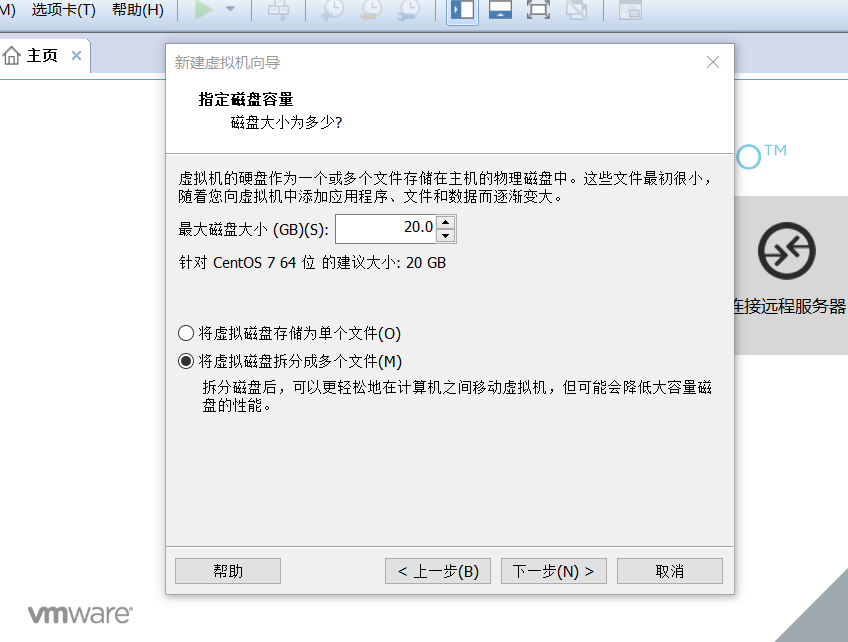 M) 选项卡(T) 帮助(H)
主页
新建虚拟机向导
指定磁盘容量
磁盘大小为多少?
O™
虚拟机的硬盘作为一个或多个文件存储在主机的物理磁盘中。这些文件最初很小，
随着您向虚拟机中添加应用程序、文件和数据而逐渐变大。
最大磁盘大小 (GB)(S): 20.0
针对 CentOS 7 64 位 的建议大小: 20 GB
连接远程服务器
将虚拟磁盘存储为单个文件(O)
将虚拟磁盘拆分成多个文件(M)
拆分磁盘后，可以更轻松地在计算机之间移动虚拟机，但可能会降低大容量磁
盘的性能。
帮助 < 上一步(B) 下一步(N) > 取消
vmware®